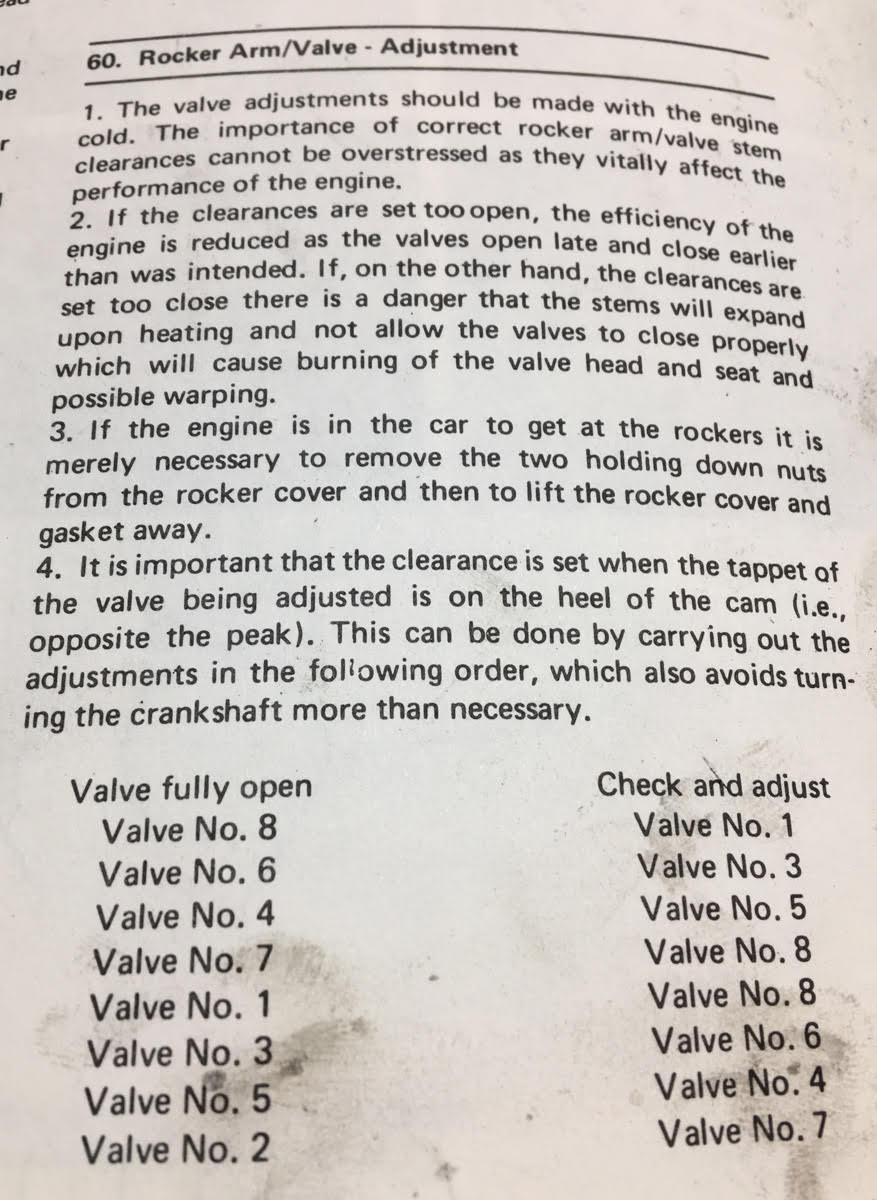 nd
ne
r
60. Rocker Arm/Valve - Adjustment
1. The valve adjustments should be made with the engine
cold. The importance of correct rocker arm/valve stem
clearances cannot be overstressed as they vitally affect the
performance of the engine.
2. If the clearances are set too open, the efficiency of the
engine is reduced as the valves open late and close earlier
than was intended. If, on the other hand, the clearances are
set too close there is a danger that the stems will expand
upon heating and not allow the valves to close properly
which will cause burning of the valve head and seat and
possible warping.
3. If the engine is in the car to get at the rockers it is
merely necessary to remove the two holding down nuts
from the rocker cover and then to lift the rocker cover and
gasket away.
4. It is important that the clearance is set when the tappet of
the valve being adjusted is on the heel of the cam (i.e.,
opposite the peak). This can be done by carrying out the
adjustments in the following order, which also avoids turn-
ing the crankshaft more than necessary.
Valve fully open Check and adjust
Valve No. 8 Valve No. 1
Valve No. 6 Valve No. 3
Valve No. 4 Valve No. 5
Valve No. 7 Valve No. 8
Valve No. 1 Valve No. 8
Valve No. 3 Valve No. 6
Valve No. 5 Valve No. 4
Valve No. 2 Valve No. 7